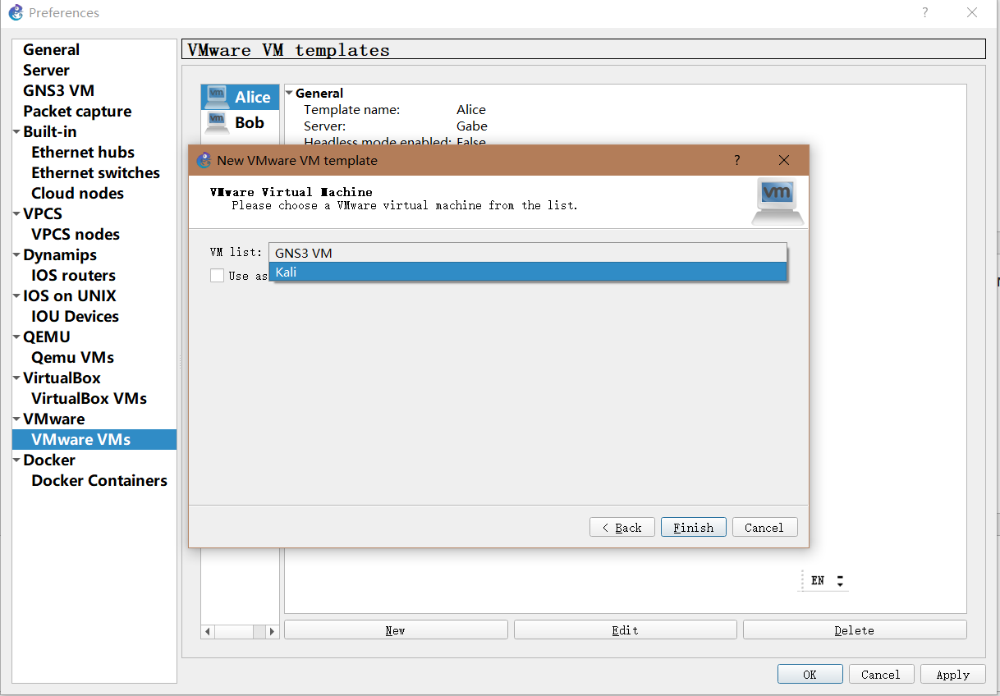 Preferences
?
General
Server
GNS3 VM
Packet capture
Built-in
Ethernet hubs
Ethernet switches
Cloud nodes
VPCS
VPCS nodes
Dynamips
IOS routers
IOS on UNIX
IOU Devices
QEMU
Qemu VMs
VirtualBox
VirtualBox VMs
VMware
VMware VMs
Docker
Docker Containers
VMware VM templates
vm Alice
vm Bob
General
Template name: Alice
Server: Gabe
Headless mode enabled: False
New VMware VM template
?
VMware Virtual Machine
Please choose a VMware virtual machine from the list.
vm
VM list: GNS3 VM
Kali
Use as
< Back Finish Cancel
EN
New Edit Delete
OK Cancel Apply